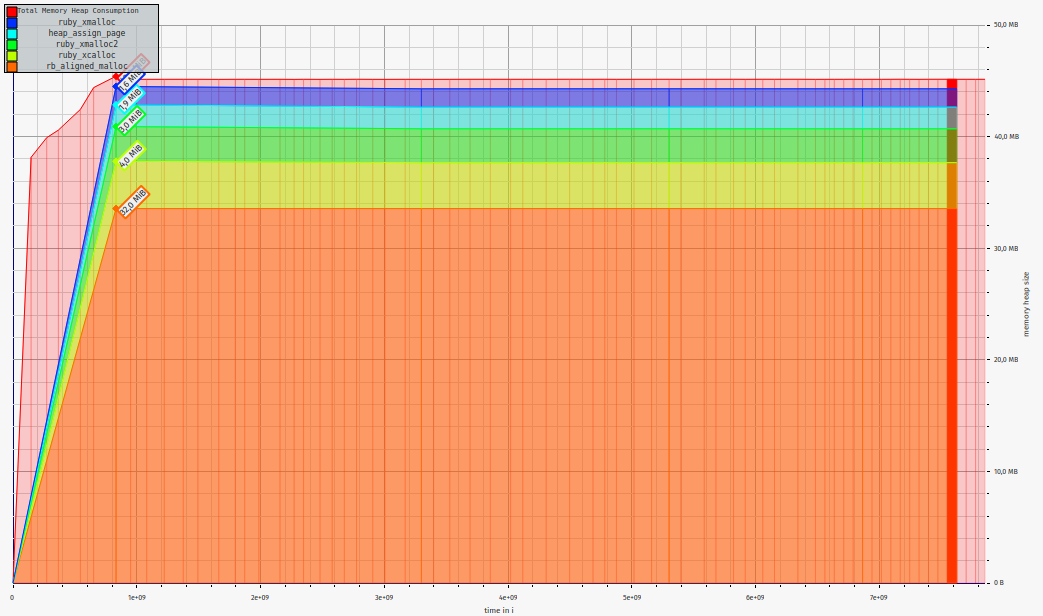 Total Memory Heap Consumption
ruby_xmalloc
heap_assign_page
ruby_xmalloc2
ruby_xcalloc
rb_aligned_malloc
1,6 MiB
1,9 MiB
3,0 MiB
4,0 MiB
32,0 MiB
50,0 MB
40,0 MB
30,0 MB
20,0 MB
10,0 MB
0 B
memory heap size
0
1e+09
2e+09
3e+09
4e+09
5e+09
6e+09
7e+09
time in i